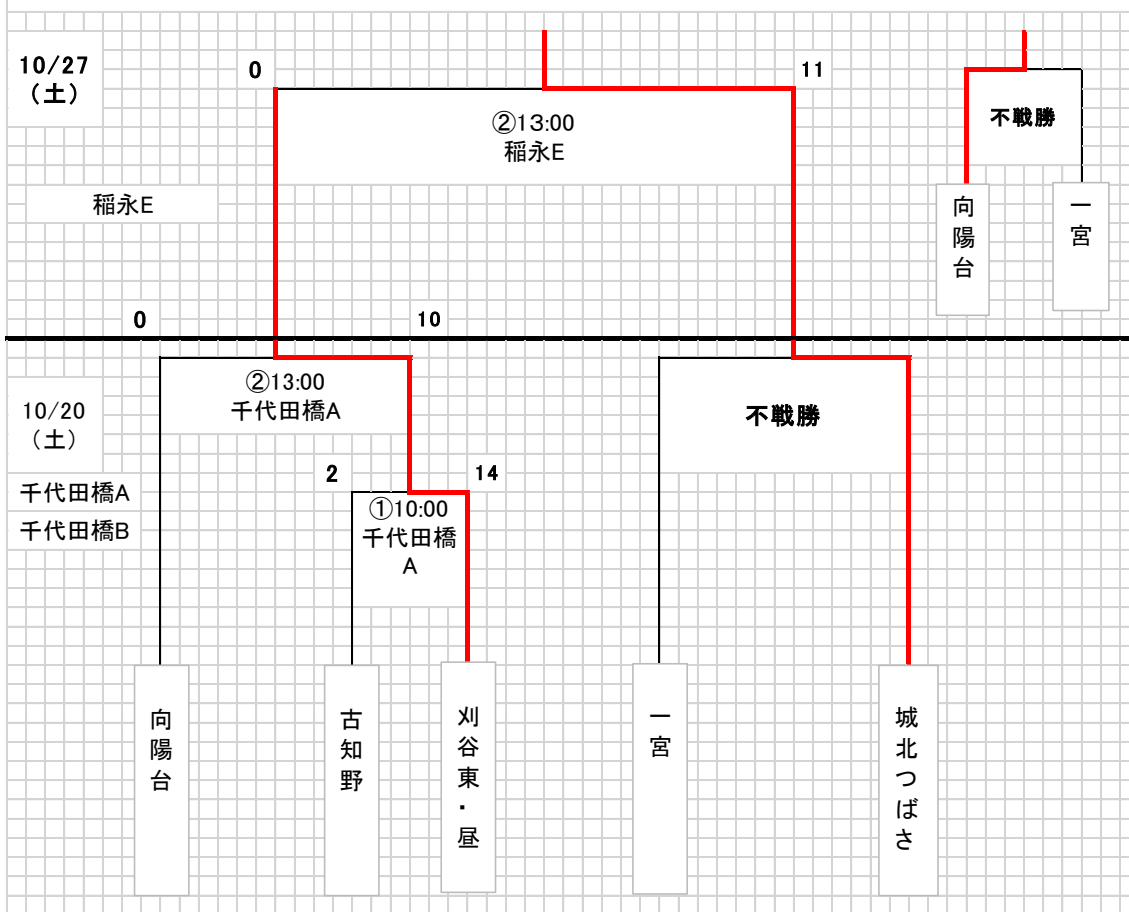 10/27
（土）
0
11
②13:00
稲永E
不戦勝
稲永E
向陽台
一宮
0
10
10/20
（土）
②13:00
千代田橋A
不戦勝
千代田橋A
千代田橋B
2
14
①10:00
千代田橋
A
向陽台
古知野
刈谷東・昼
一宮
城北つばさ